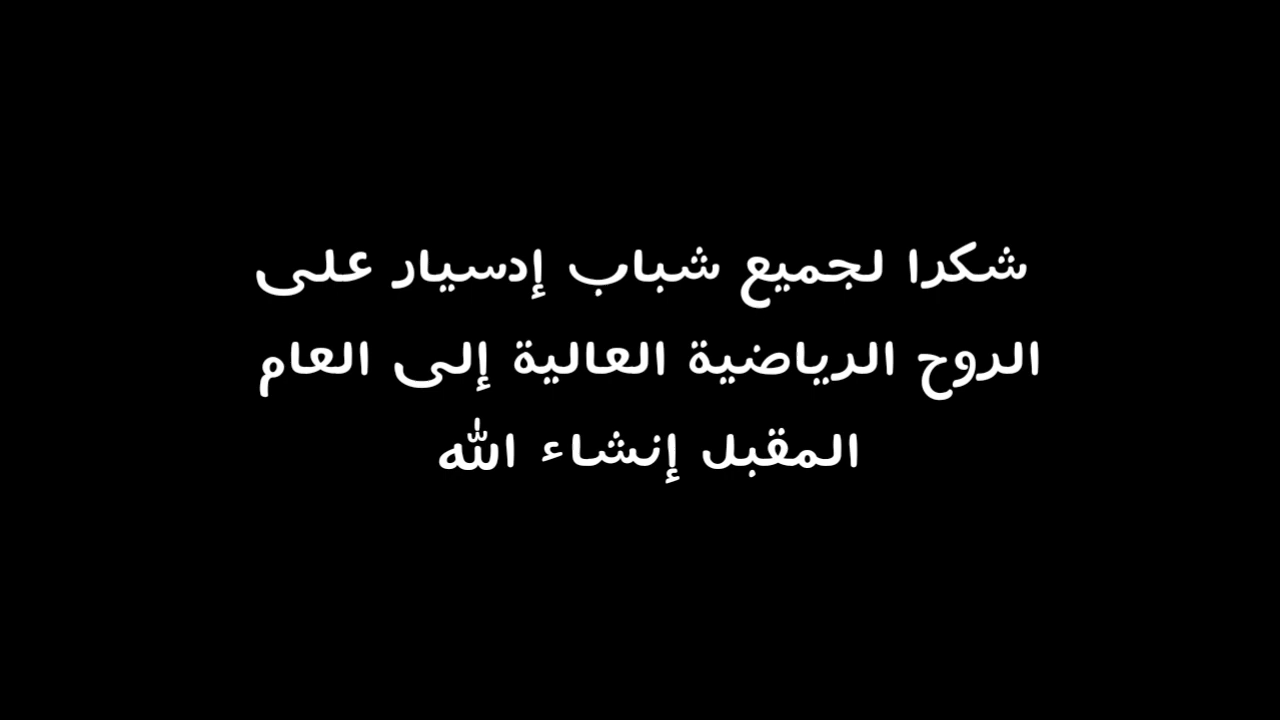 شكرا لجميع شباب إدسيار على
الروح الرياضية العالية إلى العام
المقبل إنشاء الله